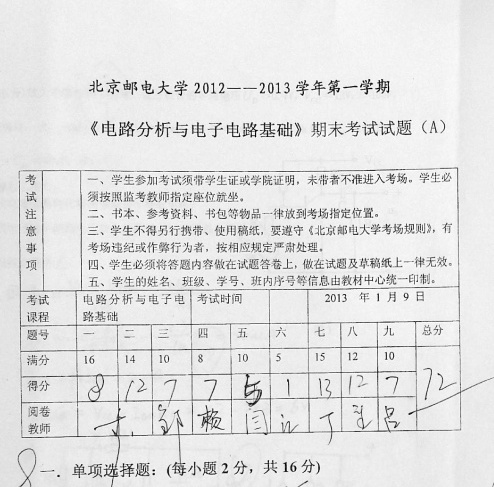 北京邮电大学2012——2013学年第一学期
《电路分析与电子电路基础》期末考试试题（A）
考试注意事项
一、学生参加考试须带学生证或学院证明，未带者不准进入考场。学生必
须按照监考教师指定座位就坐。
二、书本、参考资料、书包等物品一律放到考场指定位置。
三、学生不得另行携带、使用稿纸，要遵守《北京邮电大学考场规则》，有
考场违纪或作弊行为者，按相应规定严肃处理。
四、学生必须将答题内容做在试题答卷上，做在试题及草稿纸上一律无效。
五、学生的姓名、班级、学号、班内序号等信息由教材中心统一印制。
考试课程 电路分析与电子电路基础 考试时间 2013 年 1 月 9 日
题号 一 二 三 四 五 六 七 八 九 总分
满分 16 14 10 8 10 5 15 12 10
得分 8 12 7 7 5 1 13 12 7 72
阅卷教师 邹 赖 闫 江 丁 吕
8 一．单项选择题：(每小题2分，共16分)